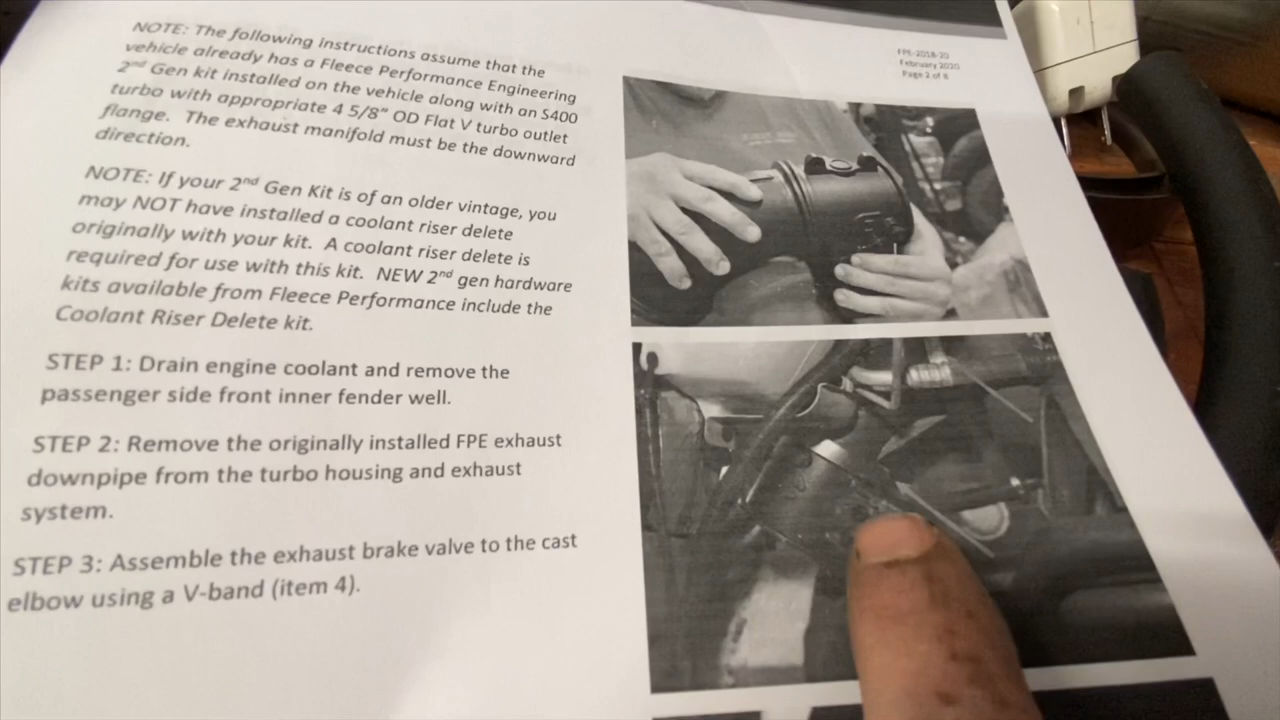 NOTE: The following instructions assume that the
vehicle already has a Fleece Performance Engineering
2nd Gen kit installed on the vehicle along with an S400
turbo with appropriate 4 5/8" OD Flat V turbo outlet
flange. The exhaust manifold must be the downward
direction.
NOTE: If your 2nd Gen Kit is of an older vintage, you
may NOT have installed a coolant riser delete
originally with your kit. A coolant riser delete is
required for use with this kit. NEW 2nd gen hardware
kits available from Fleece Performance include the
Coolant Riser Delete kit.
STEP 1: Drain engine coolant and remove the
passenger side front inner fender well.
STEP 2: Remove the originally installed FPE exhaust
downpipe from the turbo housing and exhaust
system.
STEP 3: Assemble the exhaust brake valve to the cast
elbow using a V-band (item 4).
FPE-2018-20
February 2020
Page 2 of 8